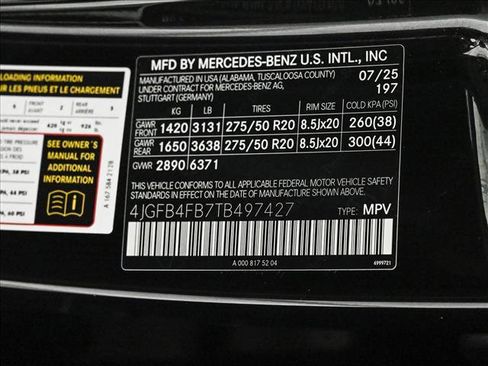 LOADING INFORMATION
SUR LES PNEUS ET LE CHARGEMENT
SEE OWNER'S
MANUAL FOR
ADDITIONAL
INFORMATION
A 167 584 21 28
MFD BY MERCEDES-BENZ U.S. INTL., INC
MANUFACTURED IN USA (ALABAMA, TUSCALOOSA COUNTY) 07/25
UNDER CONTRACT FOR MERCEDES-BENZ AG, 197
STUTTGART (GERMANY)
KG LB TIRES RIM SIZE COLD KPA (PSI)
GAWR FRONT 1420 3131 275/50 R20 8.5Jx20 260(38)
GAWR REAR 1650 3638 275/50 R20 8.5Jx20 300(44)
GVWR 2890 6371
THIS VEHICLE CONFORMS TO ALL APPLICABLE FEDERAL MOTOR VEHICLE SAFETY
STANDARDS IN EFFECT ON THE DATE OF MANUFACTURE SHOWN ABOVE.
4JGFB4FB7TB497427 TYPE: MPV
A 000 817 52 04